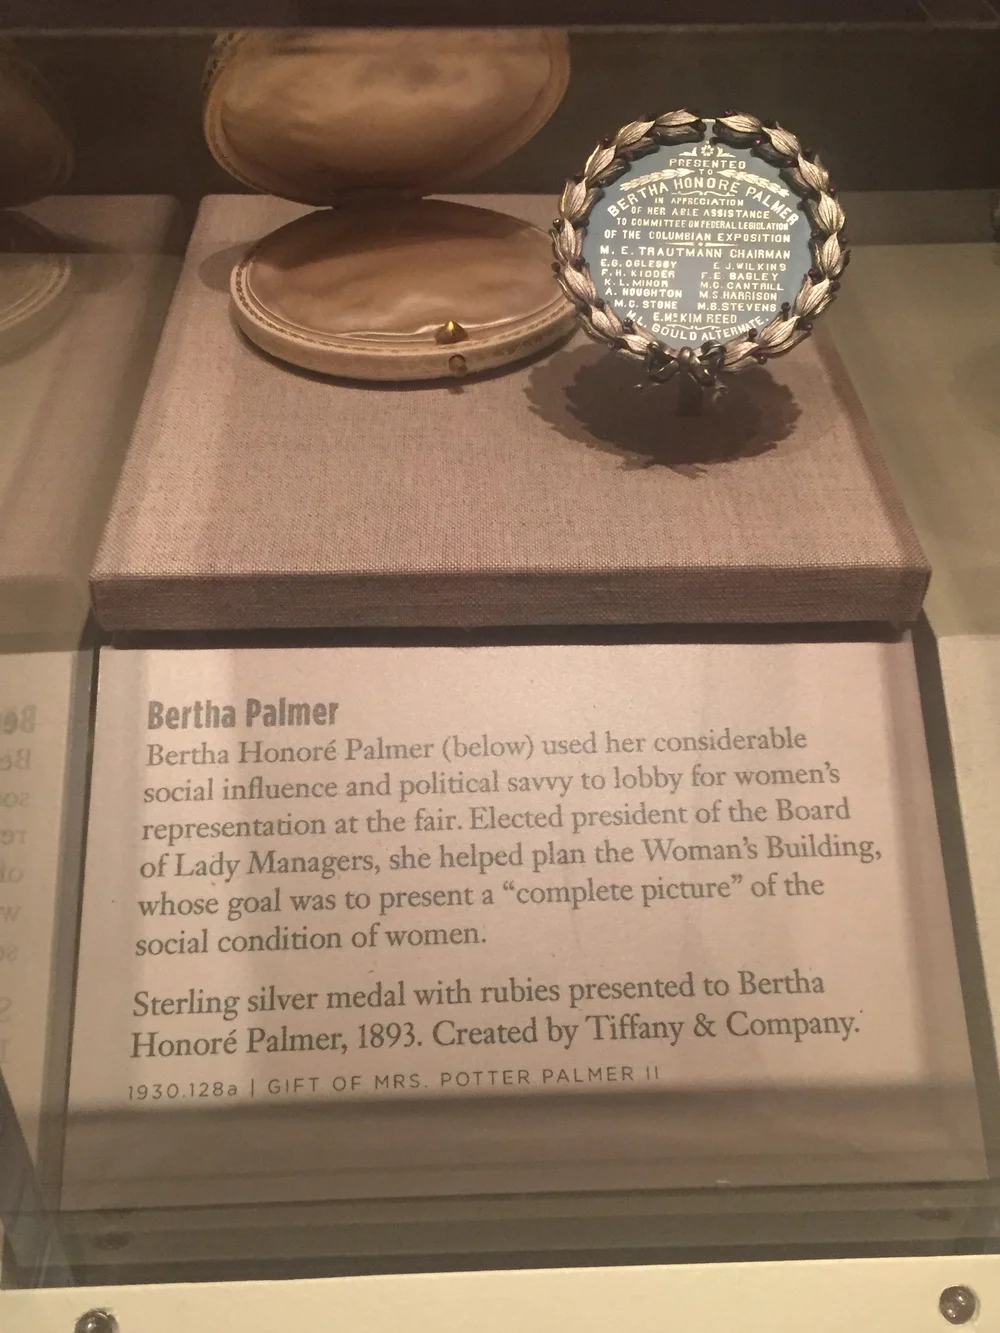 PRESENTED
TO
BERTHA HONORÉ PALMER
IN APPRECIATION
OF HER ABLE ASSISTANCE
TO COMMITTEE ON FEDERAL LEGISLATION
OF THE COLUMBIAN EXPOSITION
M. E. TRAUTMANN CHAIRMAN
E.G. OGLESBY E.J. WILKINS
F.H. KIDDER F.E. BAGLEY
K.L. MINOR M.C. CANTRILL
A. HOUGHTON M.S. HARRISON
M.C. STONE M.B. STEVENS
E.Mc KIM REED
M.L. GOULD ALTERNATE.
Bertha Palmer
Bertha Honoré Palmer (below) used her considerable
social influence and political savvy to lobby for women's
representation at the fair. Elected president of the Board
of Lady Managers, she helped plan the Woman's Building,
whose goal was to present a “complete picture” of the
social condition of women.
Sterling silver medal with rubies presented to Bertha
Honoré Palmer, 1893. Created by Tiffany & Company.
1930.128a | GIFT OF MRS. POTTER PALMER II